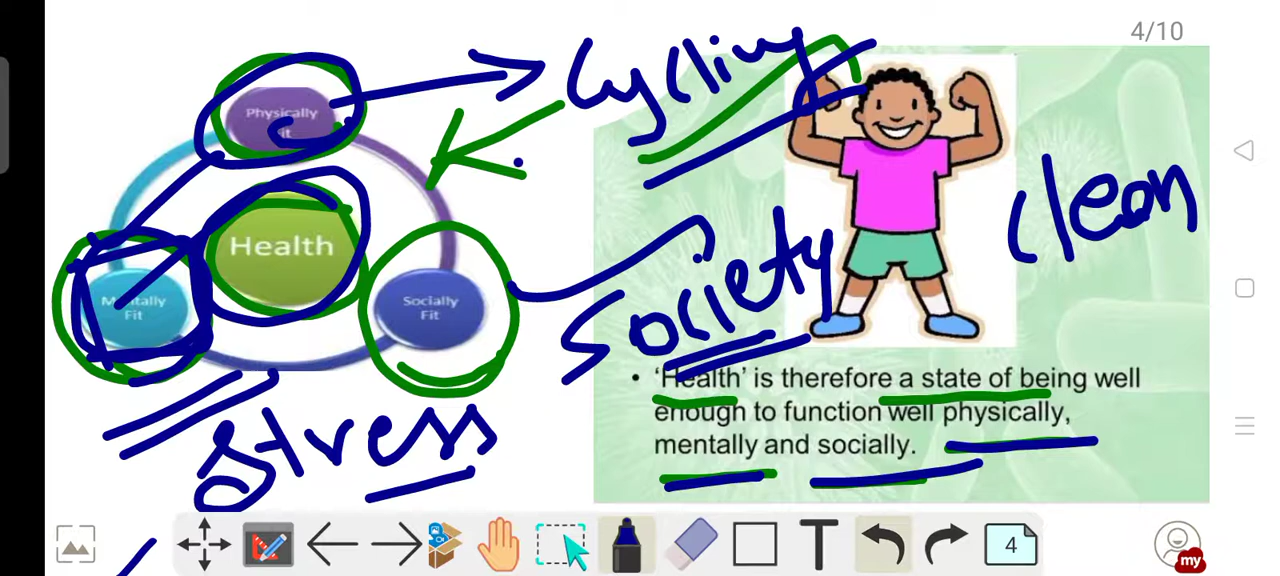 4/10
Physically
Fit
Cycling
Health
clean
Mentally
Fit
Socially
Fit
Society
Stress
• 'Health' is therefore a state of being well
enough to function well physically,
mentally and socially.
T
4
my